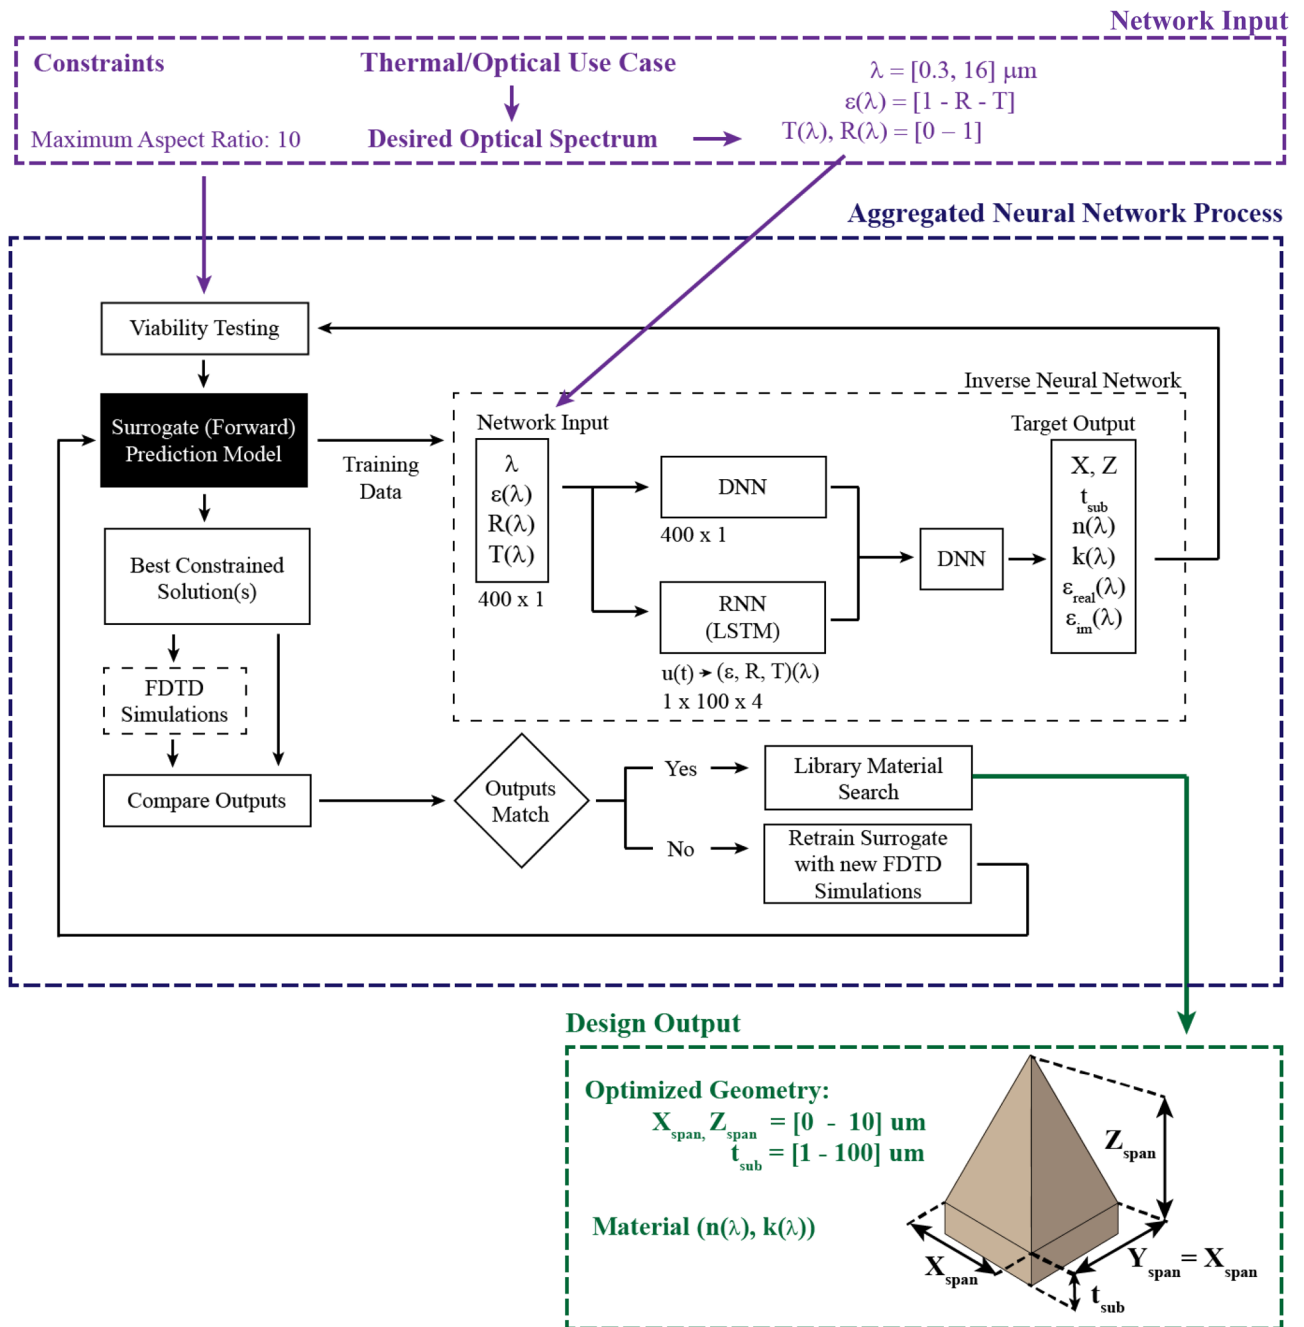 Network Input
Constraints
Thermal/Optical Use Case
λ = [0.3, 16] μm
ε(λ) = [1 - R - T]
Maximum Aspect Ratio: 10
Desired Optical Spectrum
T(λ), R(λ) = [0 – 1]
Aggregated Neural Network Process
Viability Testing
Surrogate (Forward)
Prediction Model
Training
Data
Inverse Neural Network
Network Input
λ
ε(λ)
R(λ)
T(λ)
400 x 1
DNN
400 x 1
RNN
(LSTM)
u(t) → (ε, R, T)(λ)
1 x 100 x 4
DNN
Target Output
X, Z
t_sub
n(λ)
k(λ)
ε_real(λ)
ε_im(λ)
Best Constrained
Solution(s)
FDTD
Simulations
Compare Outputs
Outputs
Match
Yes
Library Material
Search
No
Retrain Surrogate
with new FDTD
Simulations
Design Output
Optimized Geometry:
X_span, Z_span = [0 - 10] um
t_sub = [1 - 100] um
Material (n(λ), k(λ))
Z_span
X_span
Y_span = X_span
t_sub